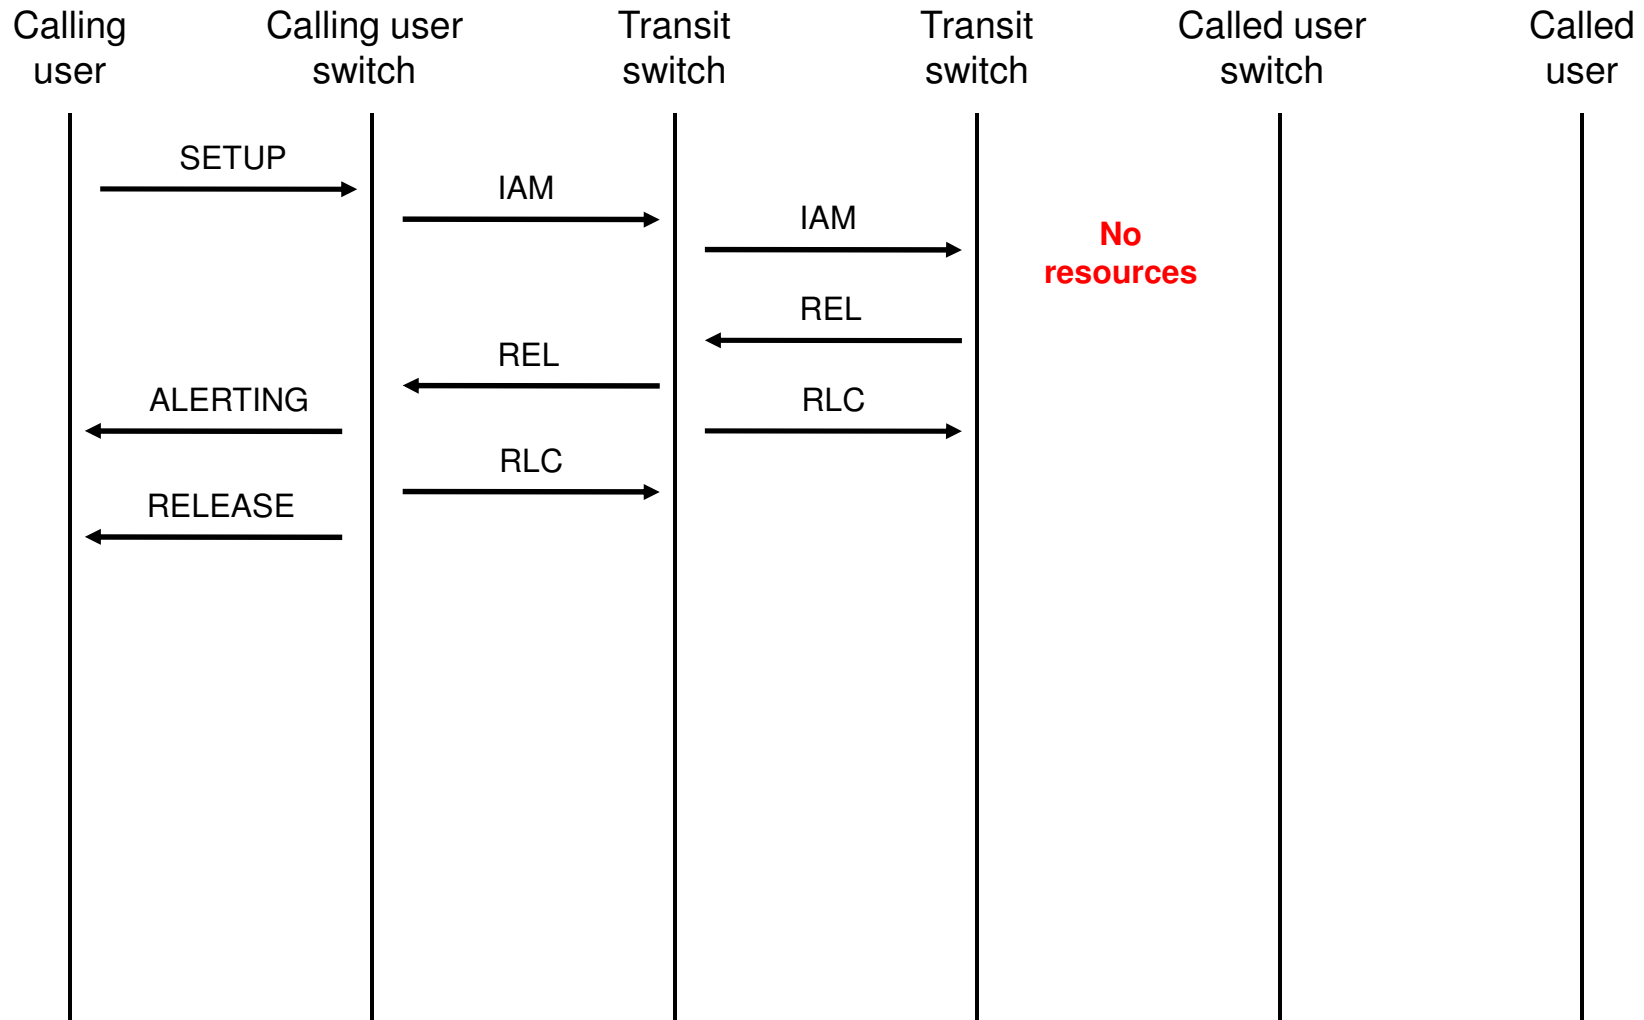 Calling
user
Calling user
switch
Transit
switch
Transit
switch
Called user
switch
Called
user
SETUP
IAM
IAM
No
resources
REL
REL
ALERTING
RLC
RLC
RELEASE